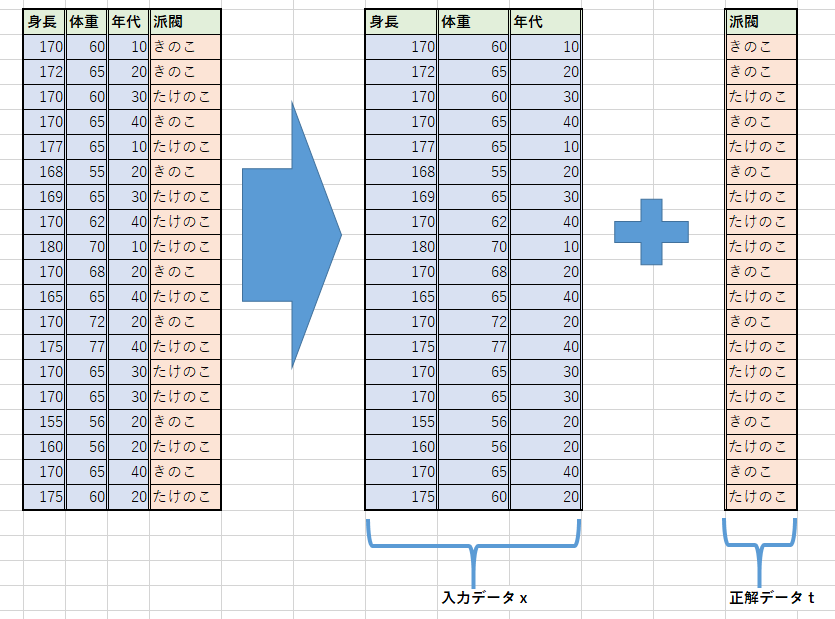 身長 体重 年代 派閥 身長 体重 年代 派閥
170 60 10 きのこ 170 60 10 きのこ
172 65 20 きのこ 172 65 20 きのこ
170 60 30 たけのこ 170 60 30 たけのこ
170 65 40 きのこ 170 65 40 きのこ
177 65 10 たけのこ 177 65 10 たけのこ
168 55 20 きのこ 168 55 20 きのこ
169 65 30 たけのこ 169 65 30 たけのこ
170 62 40 たけのこ 170 62 40 たけのこ
180 70 10 たけのこ 180 70 10 たけのこ
170 68 20 きのこ 170 68 20 きのこ
165 65 40 たけのこ 165 65 40 たけのこ
170 72 20 きのこ 170 72 20 きのこ
175 77 40 たけのこ 175 77 40 たけのこ
170 65 30 たけのこ 170 65 30 たけのこ
170 65 30 たけのこ 170 65 30 たけのこ
155 56 20 きのこ 155 56 20 きのこ
160 56 20 たけのこ 160 56 20 たけのこ
170 65 40 きのこ 170 65 40 きのこ
175 60 20 たけのこ 175 60 20 たけのこ
入力データx 正解データt